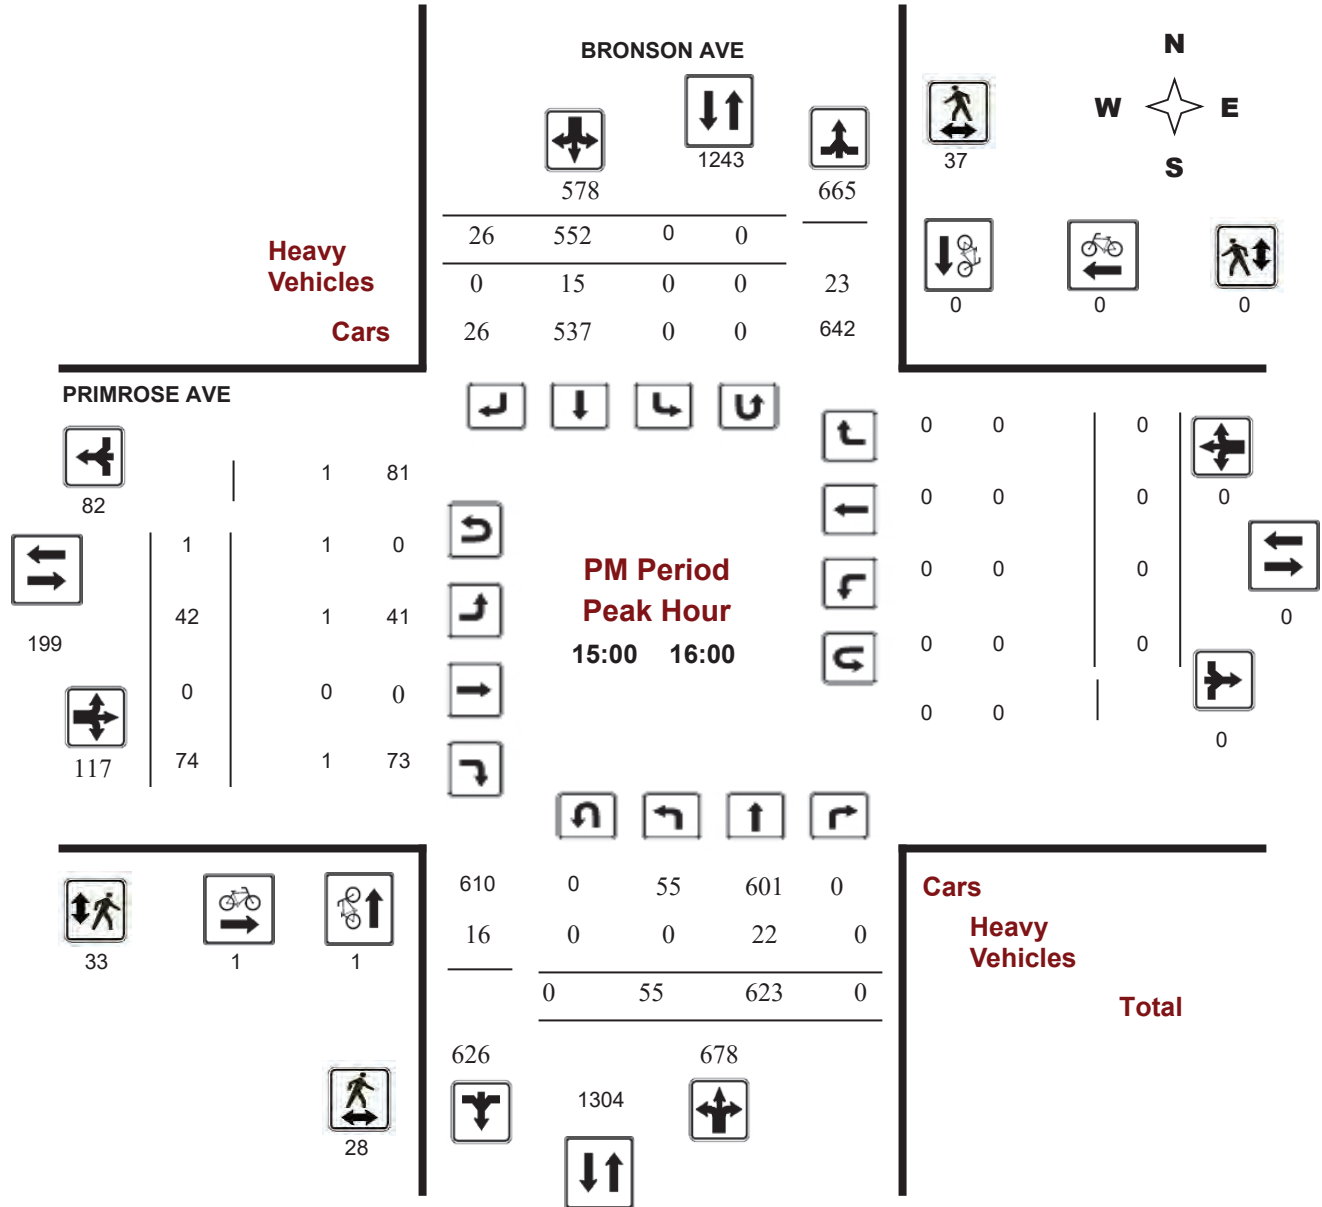 BRONSON AVE
N
W E
S
1243
37
578
665
26 552 0 0
Heavy
Vehicles
0 15 0 0 23
0 0 0
Cars
26 537 0 0 642
PRIMROSE AVE
0 0 0
82
1 81
0 0 0 0
1 1 0
PM Period
Peak Hour
15:00 16:00
0 0 0
0
199
42 1 41
0 0 0
0 0 0
117
0 0
0
74 1 73
610 0 55 601 0
Cars
16 0 0 22 0
Heavy
Vehicles
33 1 1
0 55 623 0
Total
626
678
1304
28